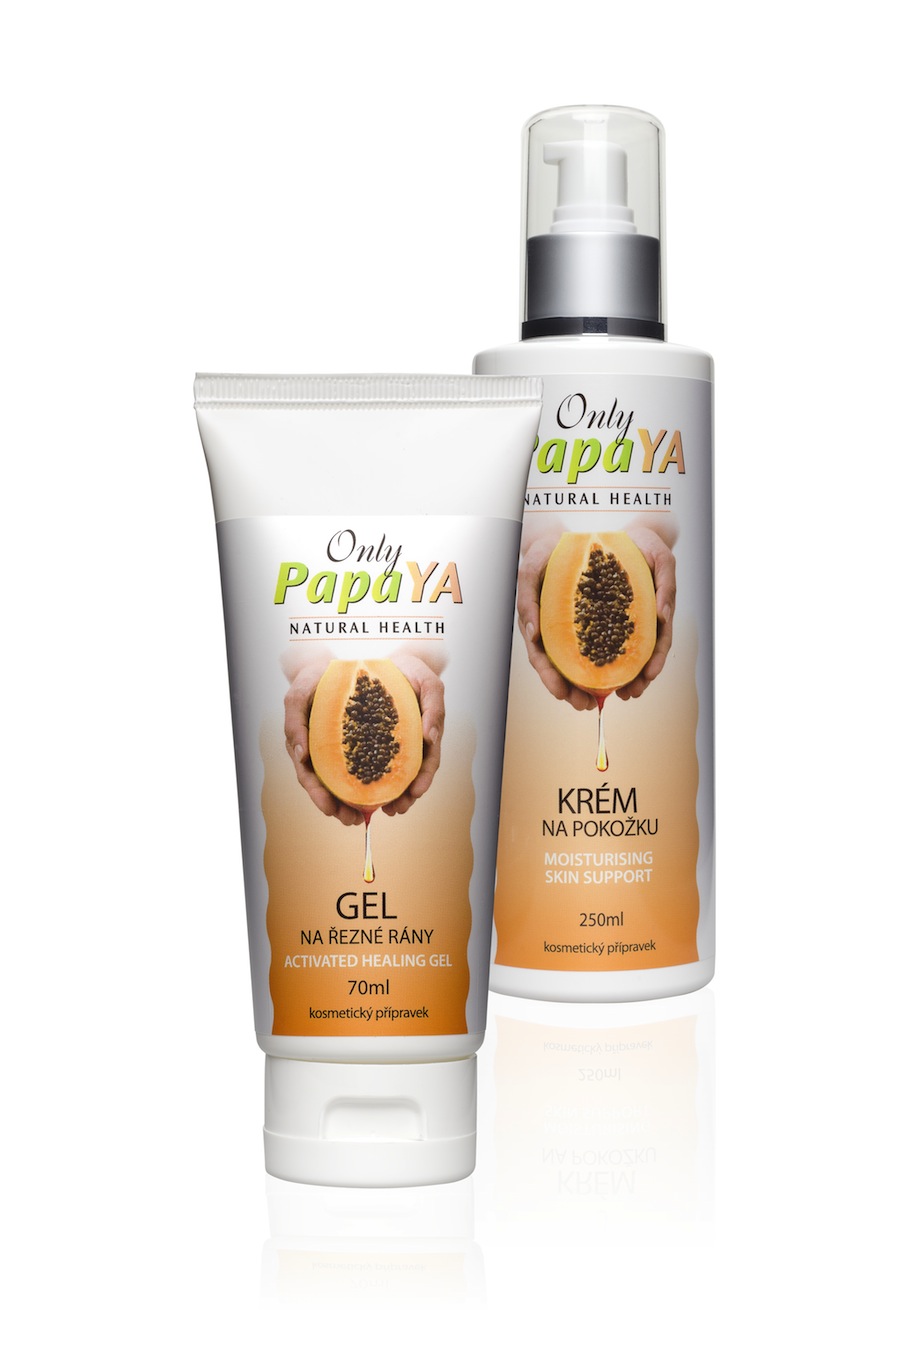 Only
PapaYA
NATURAL HEALTH
GEL
NA ŘEZNÉ RÁNY
ACTIVATED HEALING GEL
70ml
kosmetický přípravek
Only
PapaYA
NATURAL HEALTH
KRÉM
NA POKOŽKU
MOISTURISING
SKIN SUPPORT
250ml
kosmetický přípravek